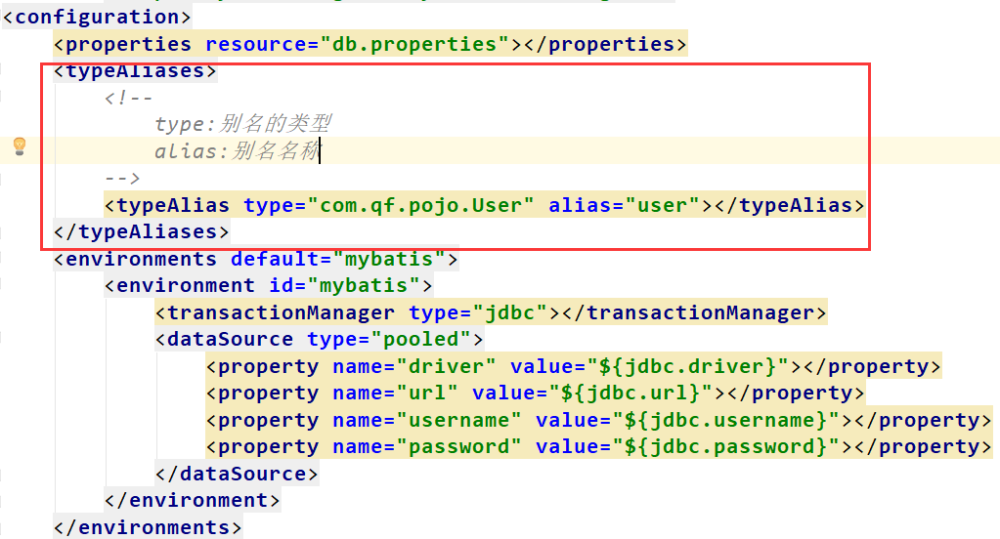 <configuration>
<properties resource="db.properties"></properties>
<typeAliases>
<!--
type:别名的类型
alias:别名名称
-->
<typeAlias type="com.qf.pojo.User" alias="user"></typeAlias>
</typeAliases>
<environments default="mybatis">
<environment id="mybatis">
<transactionManager type="jdbc"></transactionManager>
<dataSource type="pooled">
<property name="driver" value="${jdbc.driver}"></property>
<property name="url" value="${jdbc.url}"></property>
<property name="username" value="${jdbc.username}"></property>
<property name="password" value="${jdbc.password}"></property>
</dataSource>
</environment>
</environments>